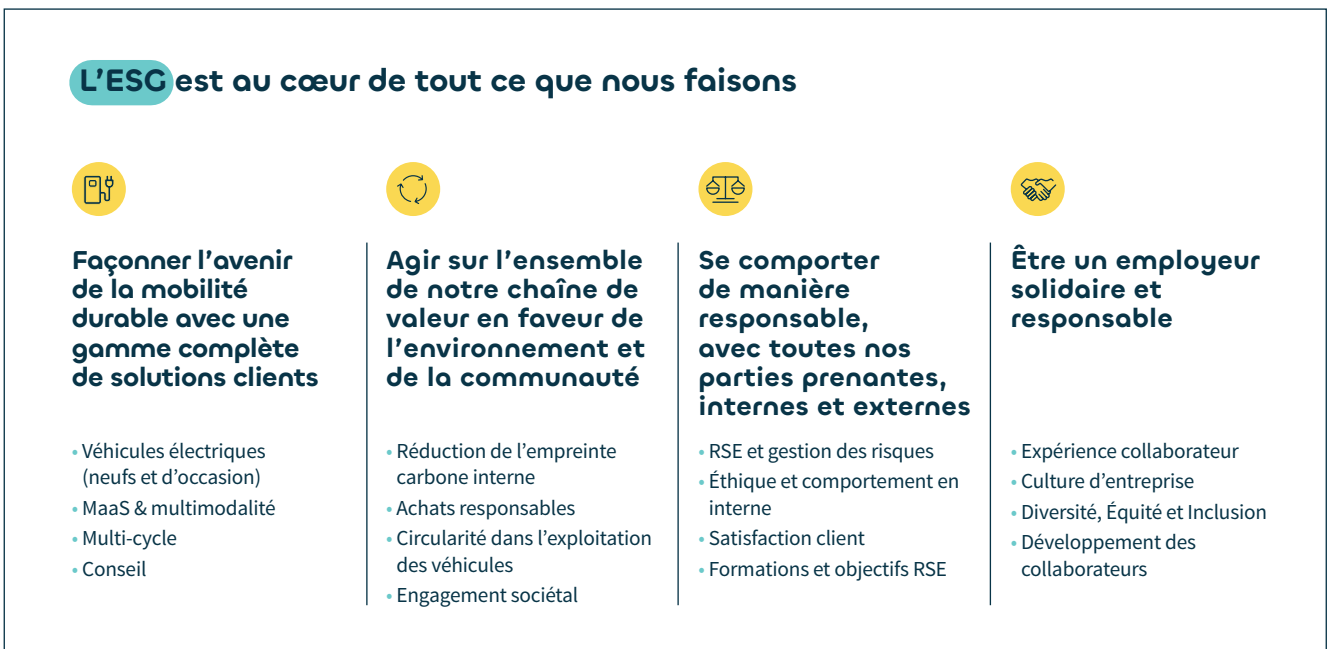 L’ESG est au cœur de tout ce que nous faisons
Façonner l’avenir
de la mobilité
durable avec une
gamme complète
de solutions clients
• Véhicules électriques
(neufs et d’occasion)
• MaaS & multimodalité
• Multi-cycle
• Conseil
Agir sur l’ensemble
de notre chaîne de
valeur en faveur de
l’environnement et
de la communauté
• Réduction de l’empreinte
carbone interne
• Achats responsables
• Circularité dans l’exploitation
des véhicules
• Engagement sociétal
Se comporter
de manière
responsable,
avec toutes nos
parties prenantes,
internes et externes
• RSE et gestion des risques
• Éthique et comportement en
interne
• Satisfaction client
• Formations et objectifs RSE
Être un employeur
solidaire et
responsable
• Expérience collaborateur
• Culture d’entreprise
• Diversité, Équité et Inclusion
• Développement des
collaborateurs